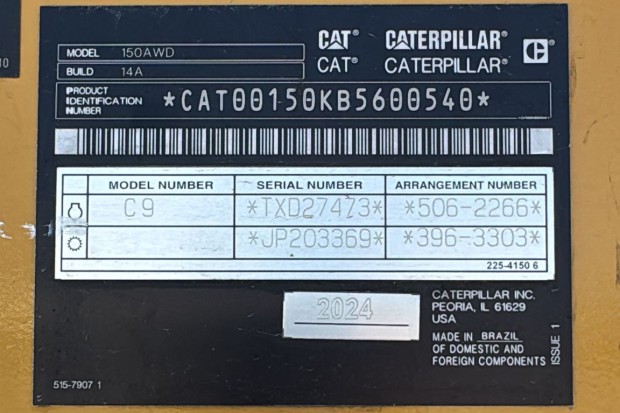 10
MODEL 150AWD
BUILD 14A
CAT® CATERPILLAR®
CAT® CATERPILLAR®
PRODUCT IDENTIFICATION NUMBER *CAT00150KB5600540*
MODEL NUMBER SERIAL NUMBER ARRANGEMENT NUMBER
C9 *TXD27473* *506-2266*
*JP203369* *396-3303*
225-4150 6
2024
CATERPILLAR INC.
PEORIA, IL 61629
USA
MADE IN BRAZIL
OF DOMESTIC AND
FOREIGN COMPONENTS
ISSUE 1
515-7907 1